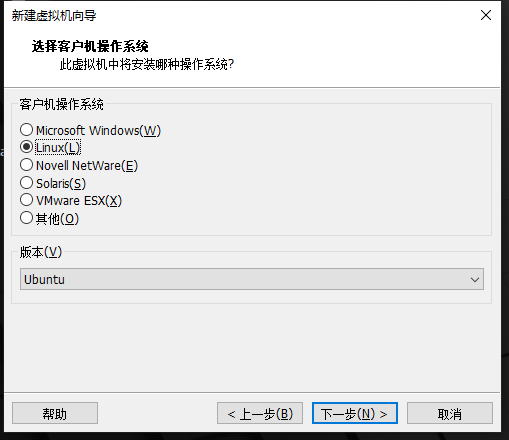 新建虚拟机向导
选择客户机操作系统
此虚拟机中将安装哪种操作系统?
客户机操作系统
Microsoft Windows(W)
Linux(L)
Novell NetWare(E)
Solaris(S)
VMware ESX(X)
其他(O)
版本(V)
Ubuntu
帮助
< 上一步(B)
下一步(N) >
取消